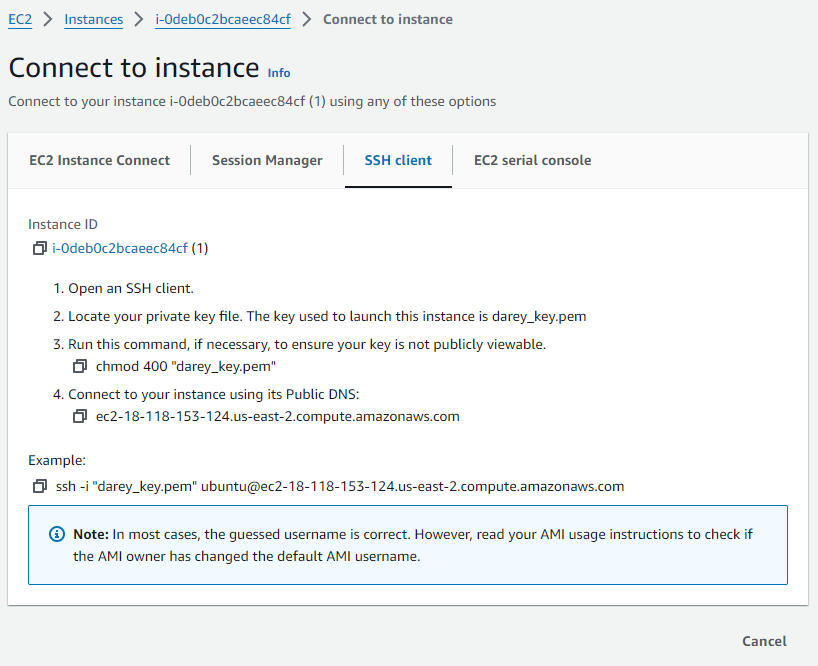 EC2 > Instances > i-0deb0c2bcaeec84cf > Connect to instance
Connect to instance Info
Connect to your instance i-0deb0c2bcaeec84cf (1) using any of these options
EC2 Instance Connect Session Manager SSH client EC2 serial console
Instance ID
i-0deb0c2bcaeec84cf (1)
1. Open an SSH client.
2. Locate your private key file. The key used to launch this instance is darey_key.pem
3. Run this command, if necessary, to ensure your key is not publicly viewable.
chmod 400 "darey_key.pem"
4. Connect to your instance using its Public DNS:
ec2-18-118-153-124.us-east-2.compute.amazonaws.com
Example:
ssh -i "darey_key.pem" ubuntu@ec2-18-118-153-124.us-east-2.compute.amazonaws.com
Note: In most cases, the guessed username is correct. However, read your AMI usage instructions to check if
the AMI owner has changed the default AMI username.
Cancel